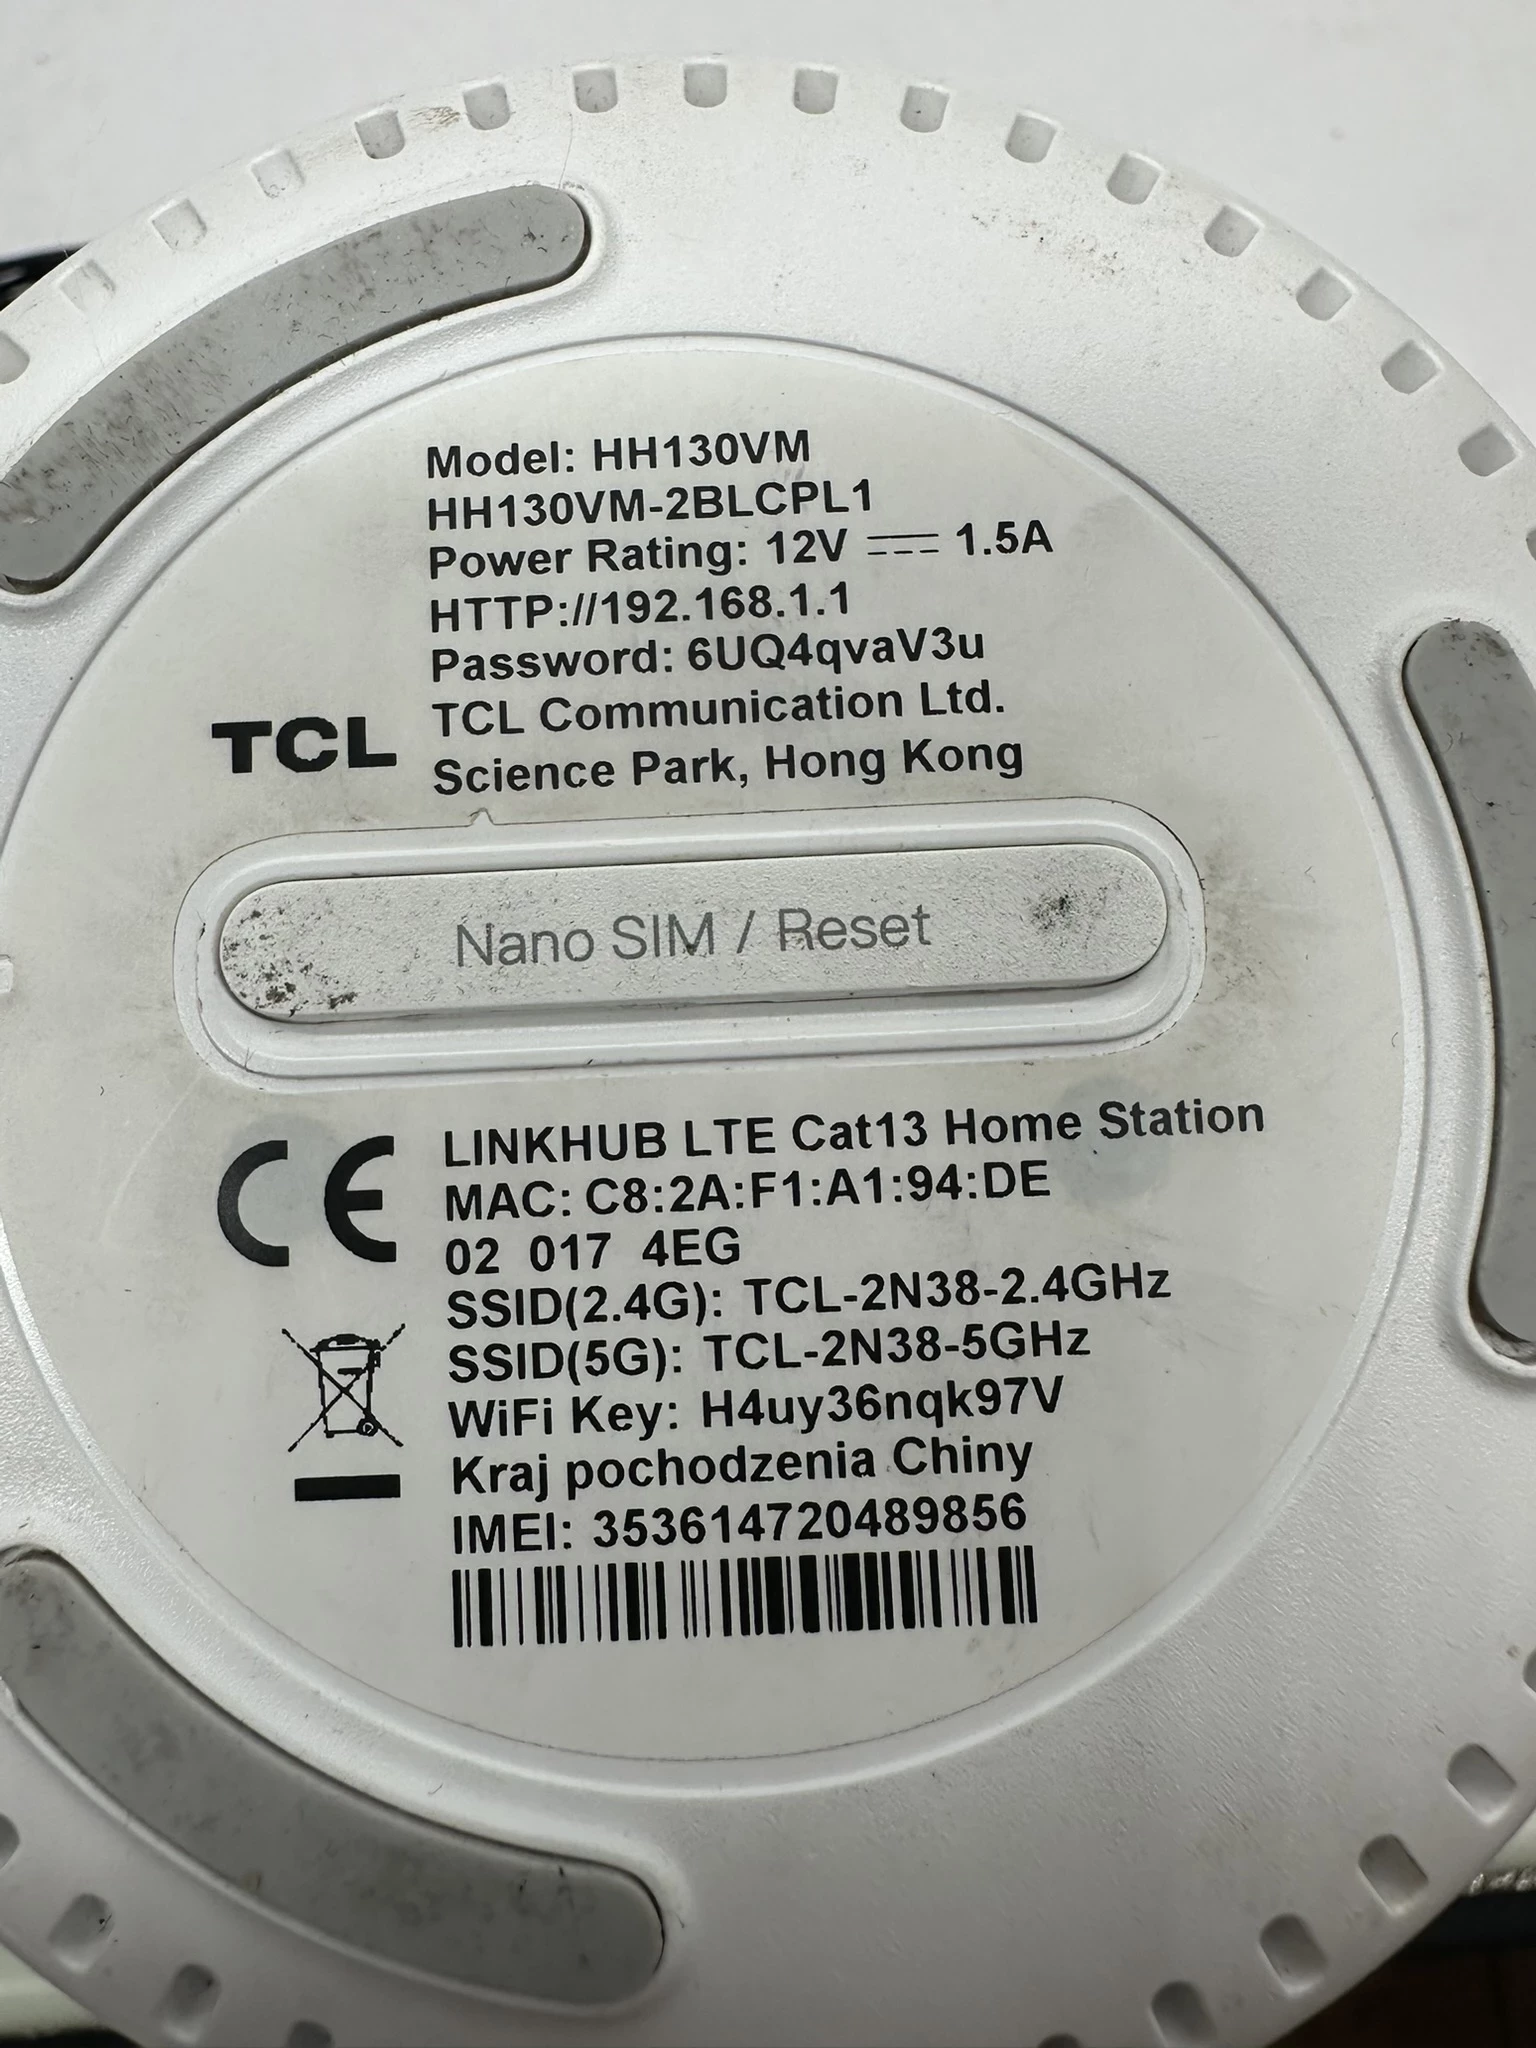 Model: HH130VM
HH130VM-2BLCPL1
Power Rating: 12V ⎓ 1.5A
HTTP://192.168.1.1
Password: 6UQ4qvaV3u
TCL Communication Ltd.
Science Park, Hong Kong
TCL
Nano SIM / Reset
CE
LINKHUB LTE Cat13 Home Station
MAC: C8:2A:F1:A1:94:DE
02 017 4EG
SSID(2.4G): TCL-2N38-2.4GHz
SSID(5G): TCL-2N38-5GHz
WiFi Key: H4uy36nqk97V
Kraj pochodzenia Chiny
IMEI: 353614720489856